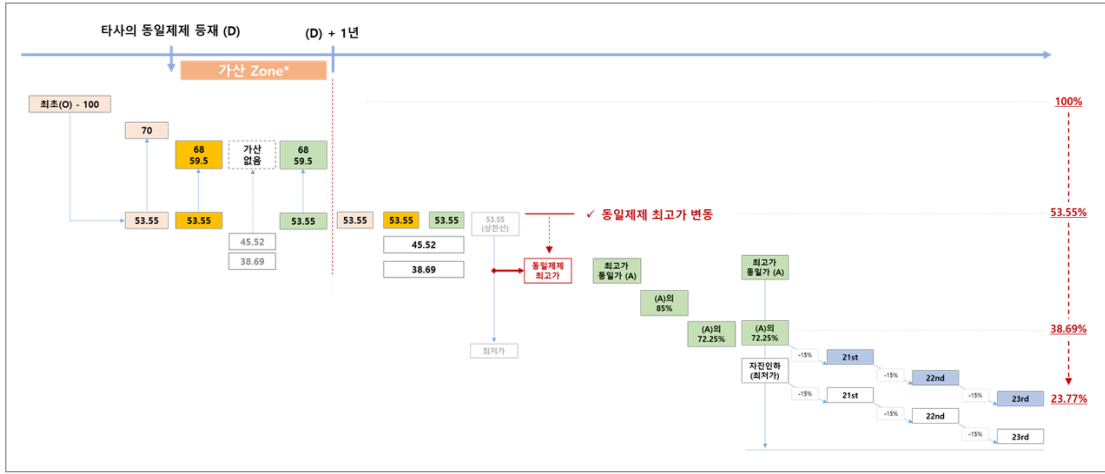 타사의 동일제제 등재 (D)
(D) + 1년
가산 Zone*
최초(O) - 100
100%
70
68
59.5
가산
없음
68
59.5
53.55
53.55
53.55
53.55
53.55
53.55
53.55
(상한선)
✓ 동일제제 최고가 변동
53.55%
45.52
38.69
45.52
38.69
동일제제
최고가
최고가
동일가 (A)
최고가
동일가 (A)
(A)의
85%
(A)의
72.25%
(A)의
72.25%
38.69%
최저가
-15%
21st
-15%
22nd
-15%
23rd
23.77%
자진인하
(최저가)
-15%
21st
-15%
22nd
-15%
23rd